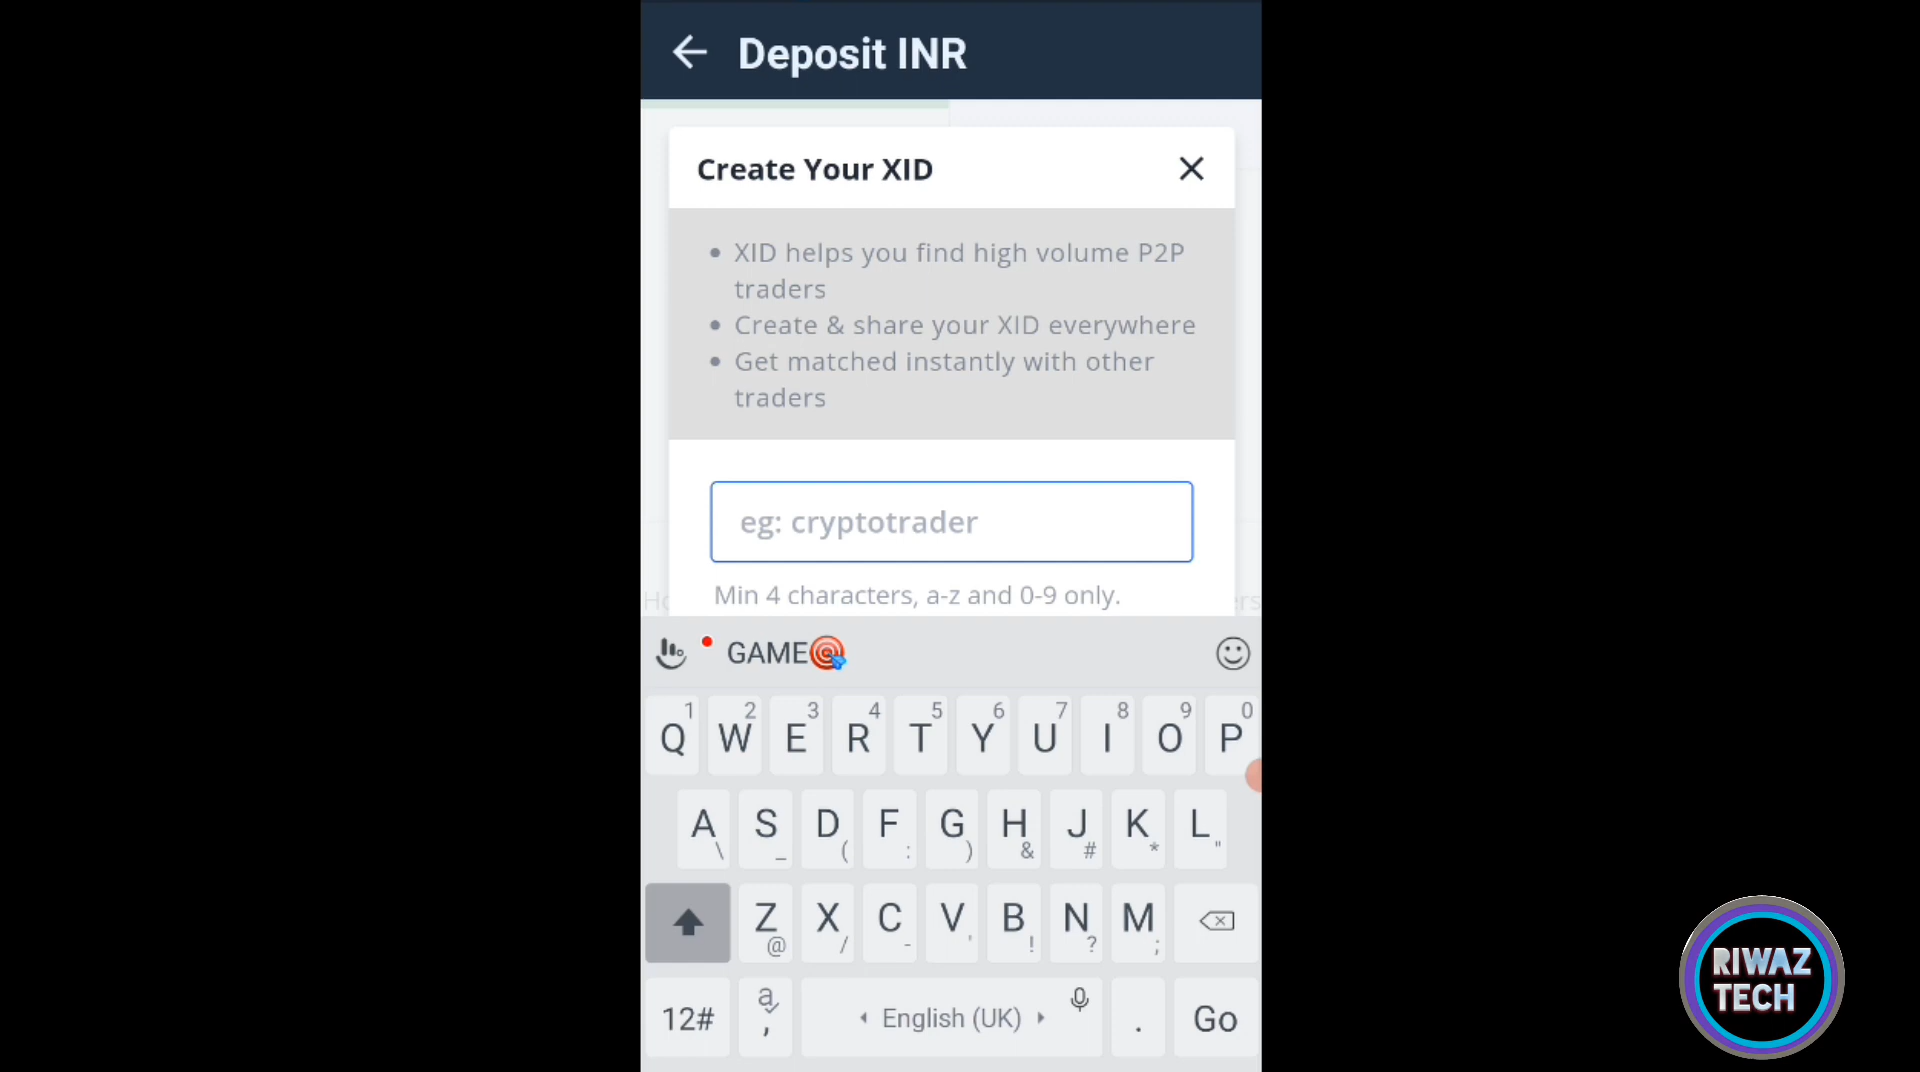 Deposit INR
Create Your XID
XID helps you find high volume P2P
traders
Create & share your XID everywhere
Get matched instantly with other
traders
eg: cryptotrader
Min 4 characters, a-z and 0-9 only.
GAME🎯
1 2 3 4 5 6 7 8 9 0
Q W E R T Y U I O P
A S D F G H J K L
\ _ ( : ) & # * "
Z X C V B N M
@ / - ' ! ? ;
12# a , English (UK) . Go
RIWAZ
TECH